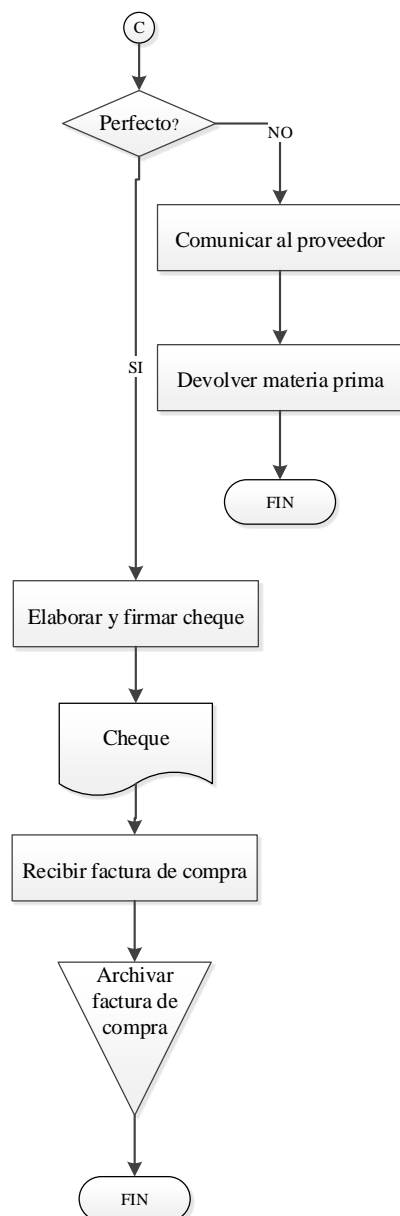 C
Perfecto?
NO
Comunicar al proveedor
SI
Devolver materia prima
FIN
Elaborar y firmar cheque
Cheque
Recibir factura de compra
Archivar
factura de
compra
FIN